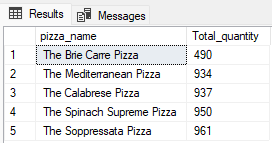 Results Messages
pizza_name Total_quantity
1 The Brie Carre Pizza 490
2 The Mediterranean Pizza 934
3 The Calabrese Pizza 937
4 The Spinach Supreme Pizza 950
5 The Soppressata Pizza 961